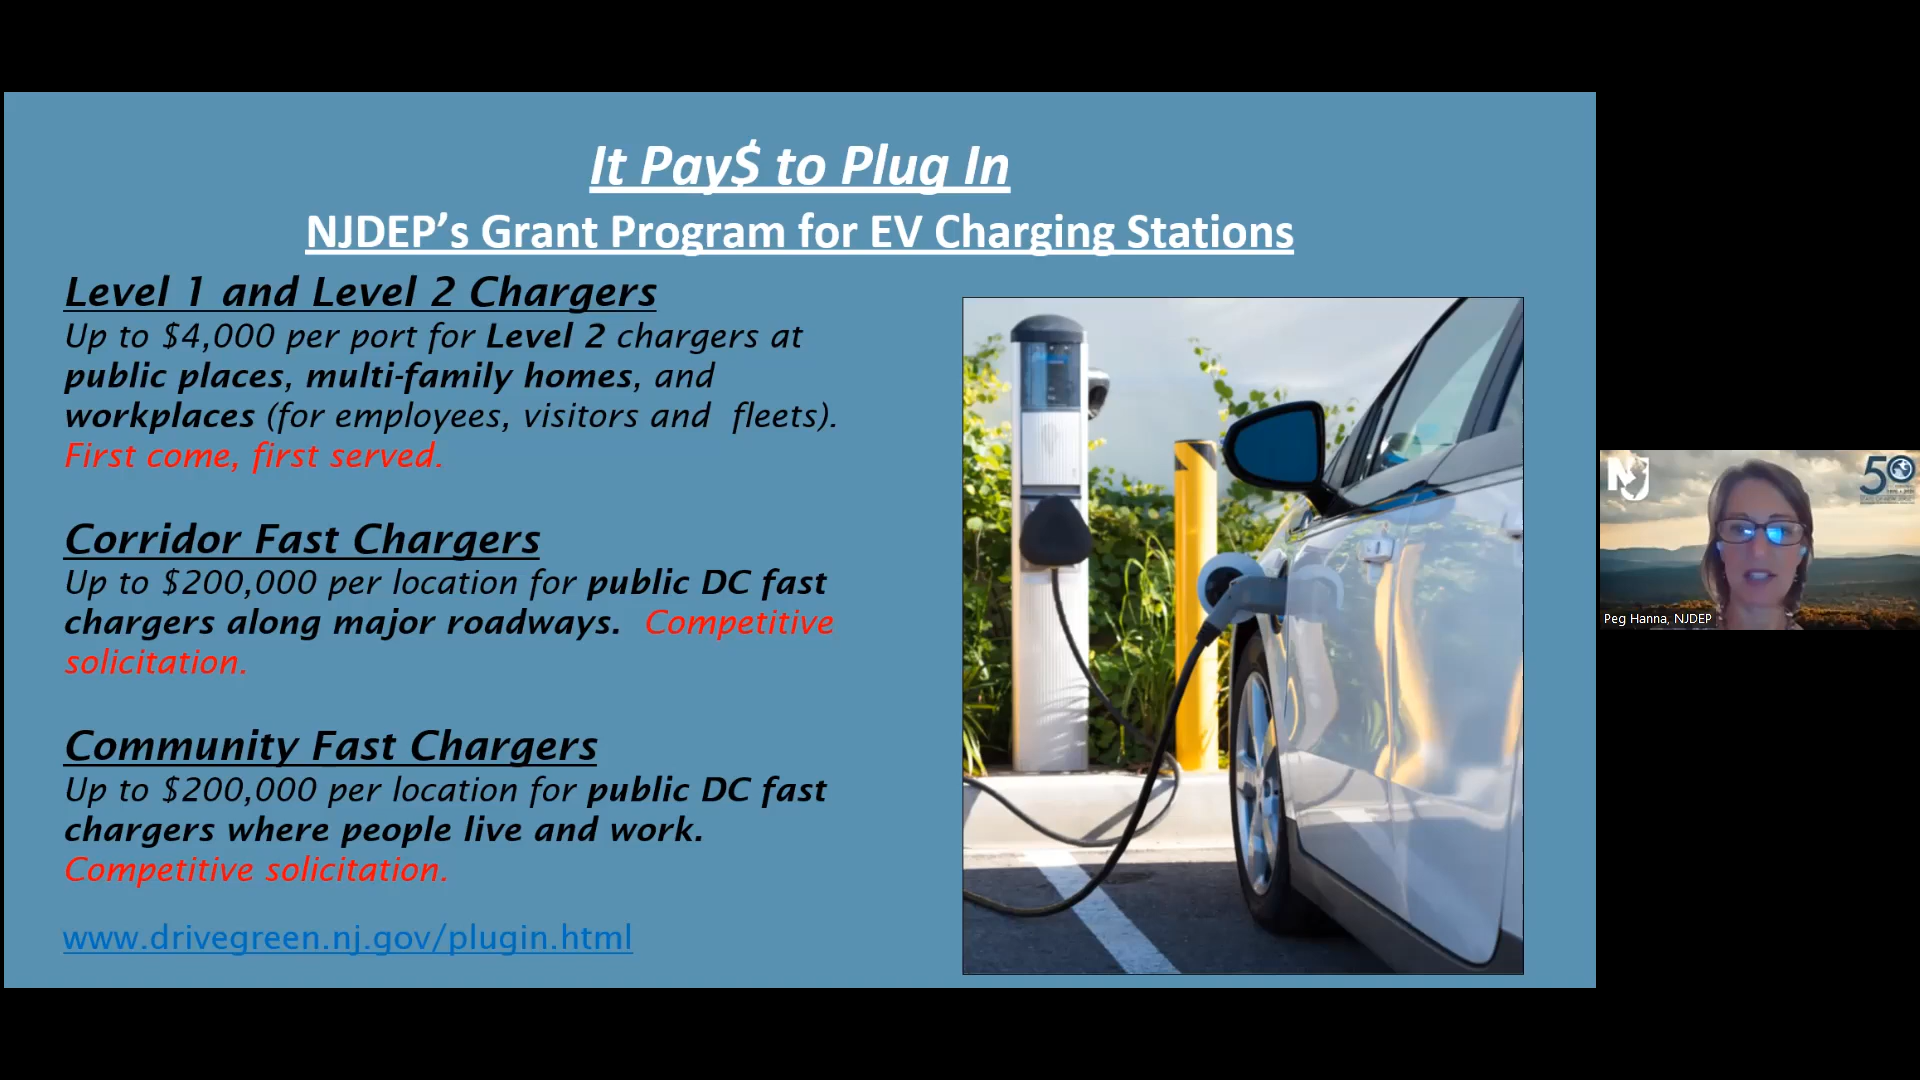 It Pay$ to Plug In
NJDEP’s Grant Program for EV Charging Stations
Level 1 and Level 2 Chargers
Up to $4,000 per port for Level 2 chargers at
public places, multi-family homes, and
workplaces (for employees, visitors and  fleets).
First come, first served.
Corridor Fast Chargers
Up to $200,000 per location for public DC fast
chargers along major roadways.  Competitive
solicitation.
Community Fast Chargers
Up to $200,000 per location for public DC fast
chargers where people live and work.
Competitive solicitation.
www.drivegreen.nj.gov/plugin.html
NJ
50
Peg Hanna, NJDEP